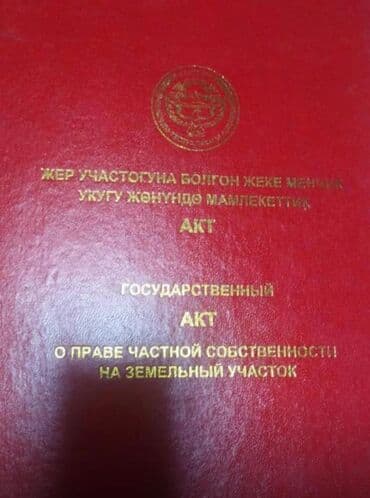 ЖЕР УЧАСТОГУНА БОЛГОН ЖЕКЕ МЕНЧИК
УКУГУ ЖӨНҮНДӨ МАМЛЕКЕТТИК
АКТ
ГОСУДАРСТВЕННЫЙ
АКТ
О ПРАВЕ ЧАСТНОЙ СОБСТВЕННОСТИ
НА ЗЕМЕЛЬНЫЙ УЧАСТОК